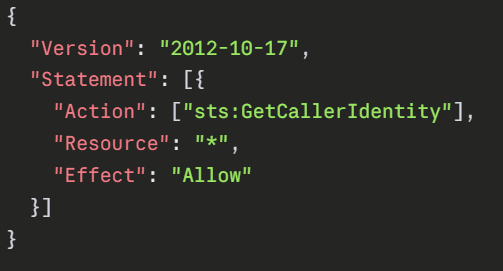 {
  "Version": "2012-10-17",
  "Statement": [{
    "Action": ["sts:GetCallerIdentity"],
    "Resource": "*",
    "Effect": "Allow"
  }]
}